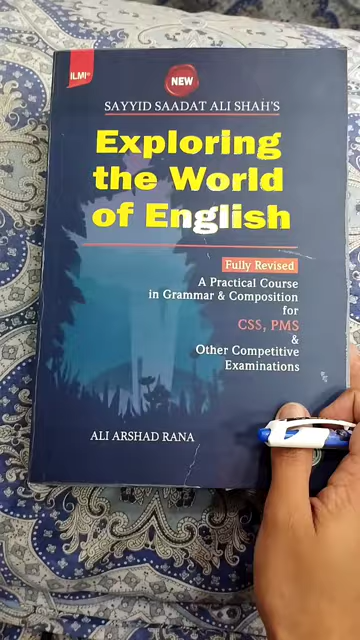 ILMI
NEW
SAYYID SAADAT ALI SHAH'S
Exploring
the World
of English
Fully Revised
A Practical Course
in Grammar & Composition
for
CSS, PMS
&
Other Competitive
Examinations
ALI ARSHAD RANA